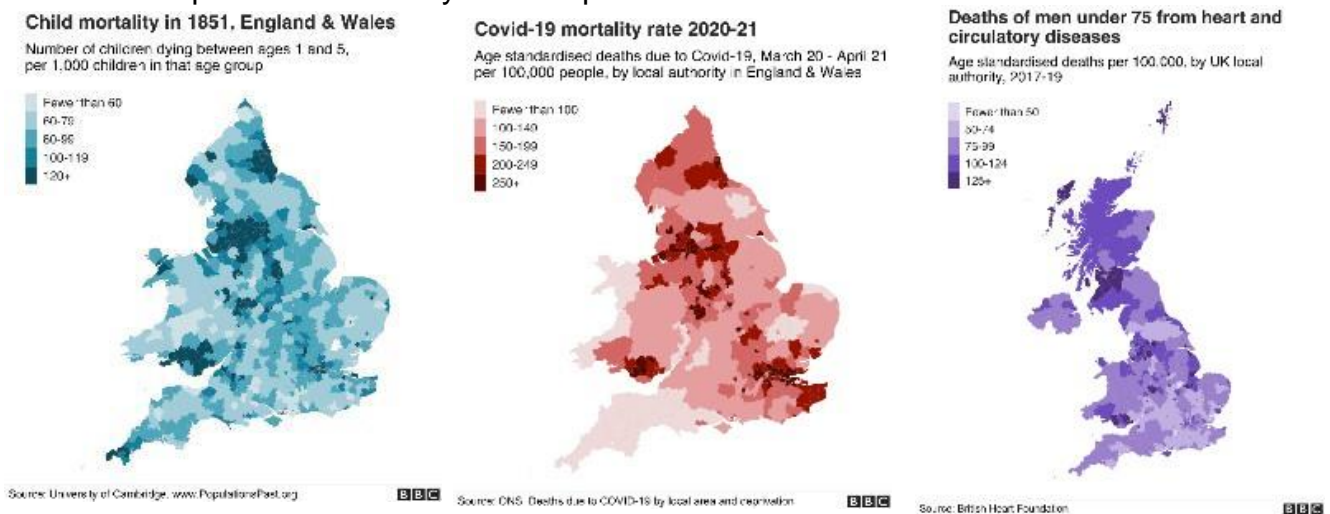 Child mortality in 1851, England & Wales
Number of children dying between ages 1 and 5,
per 1,000 children in that age group
Fewer than 60
60-79
80-99
100-119
120+
Source: University of Cambridge, www.PopulationsPast.org
BBC
Covid-19 mortality rate 2020-21
Age standardised deaths due to Covid-19, March 20 - April 21
per 100,000 people, by local authority in England & Wales
Fewer than 100
100-149
150-199
200-249
250+
Source: ONS. Deaths due to COVID-19 by local area and deprivation
BBC
Deaths of men under 75 from heart and
circulatory diseases
Age standardised deaths per 100,000, by UK local
authority, 2017-19
Fewer than 50
50-74
75-99
100-124
125+
Source: British Heart Foundation
BBC